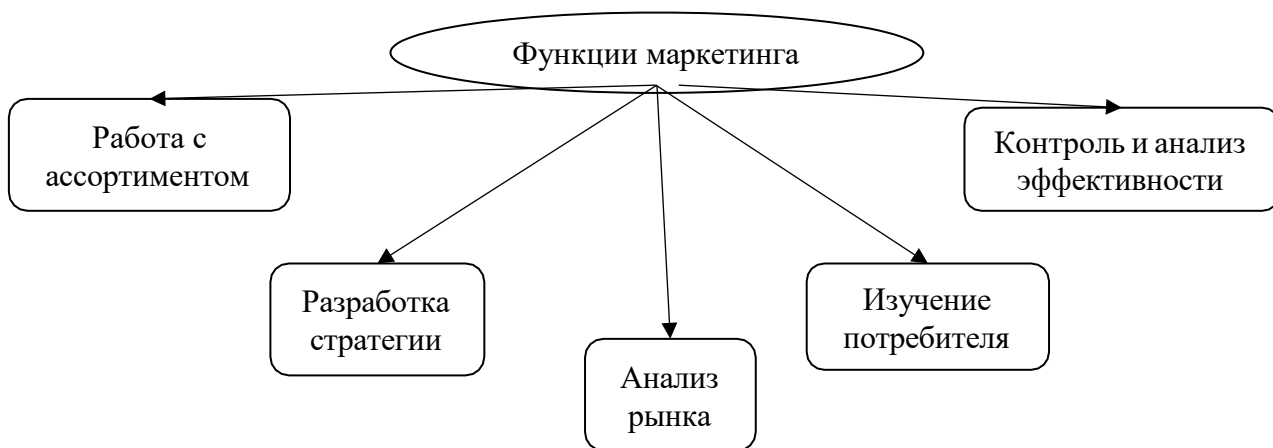 Функции маркетинга
Работа с
ассортиментом
Контроль и анализ
эффективности
Разработка
стратегии
Изучение
потребителя
Анализ
рынка